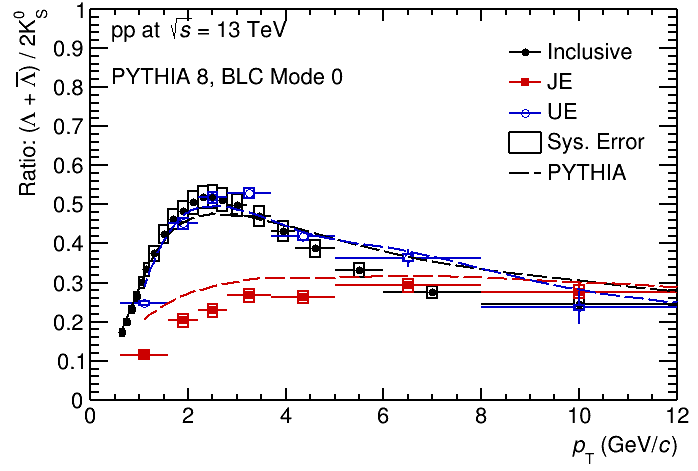 pp at √s = 13 TeV
PYTHIA 8, BLC Mode 0
Inclusive
JE
UE
Sys. Error
PYTHIA
Ratio: (Λ + Λ̅) / 2K⁰_S
1
0.9
0.8
0.7
0.6
0.5
0.4
0.3
0.2
0.1
0
0 2 4 6 8 10 12
p_T (GeV/c)